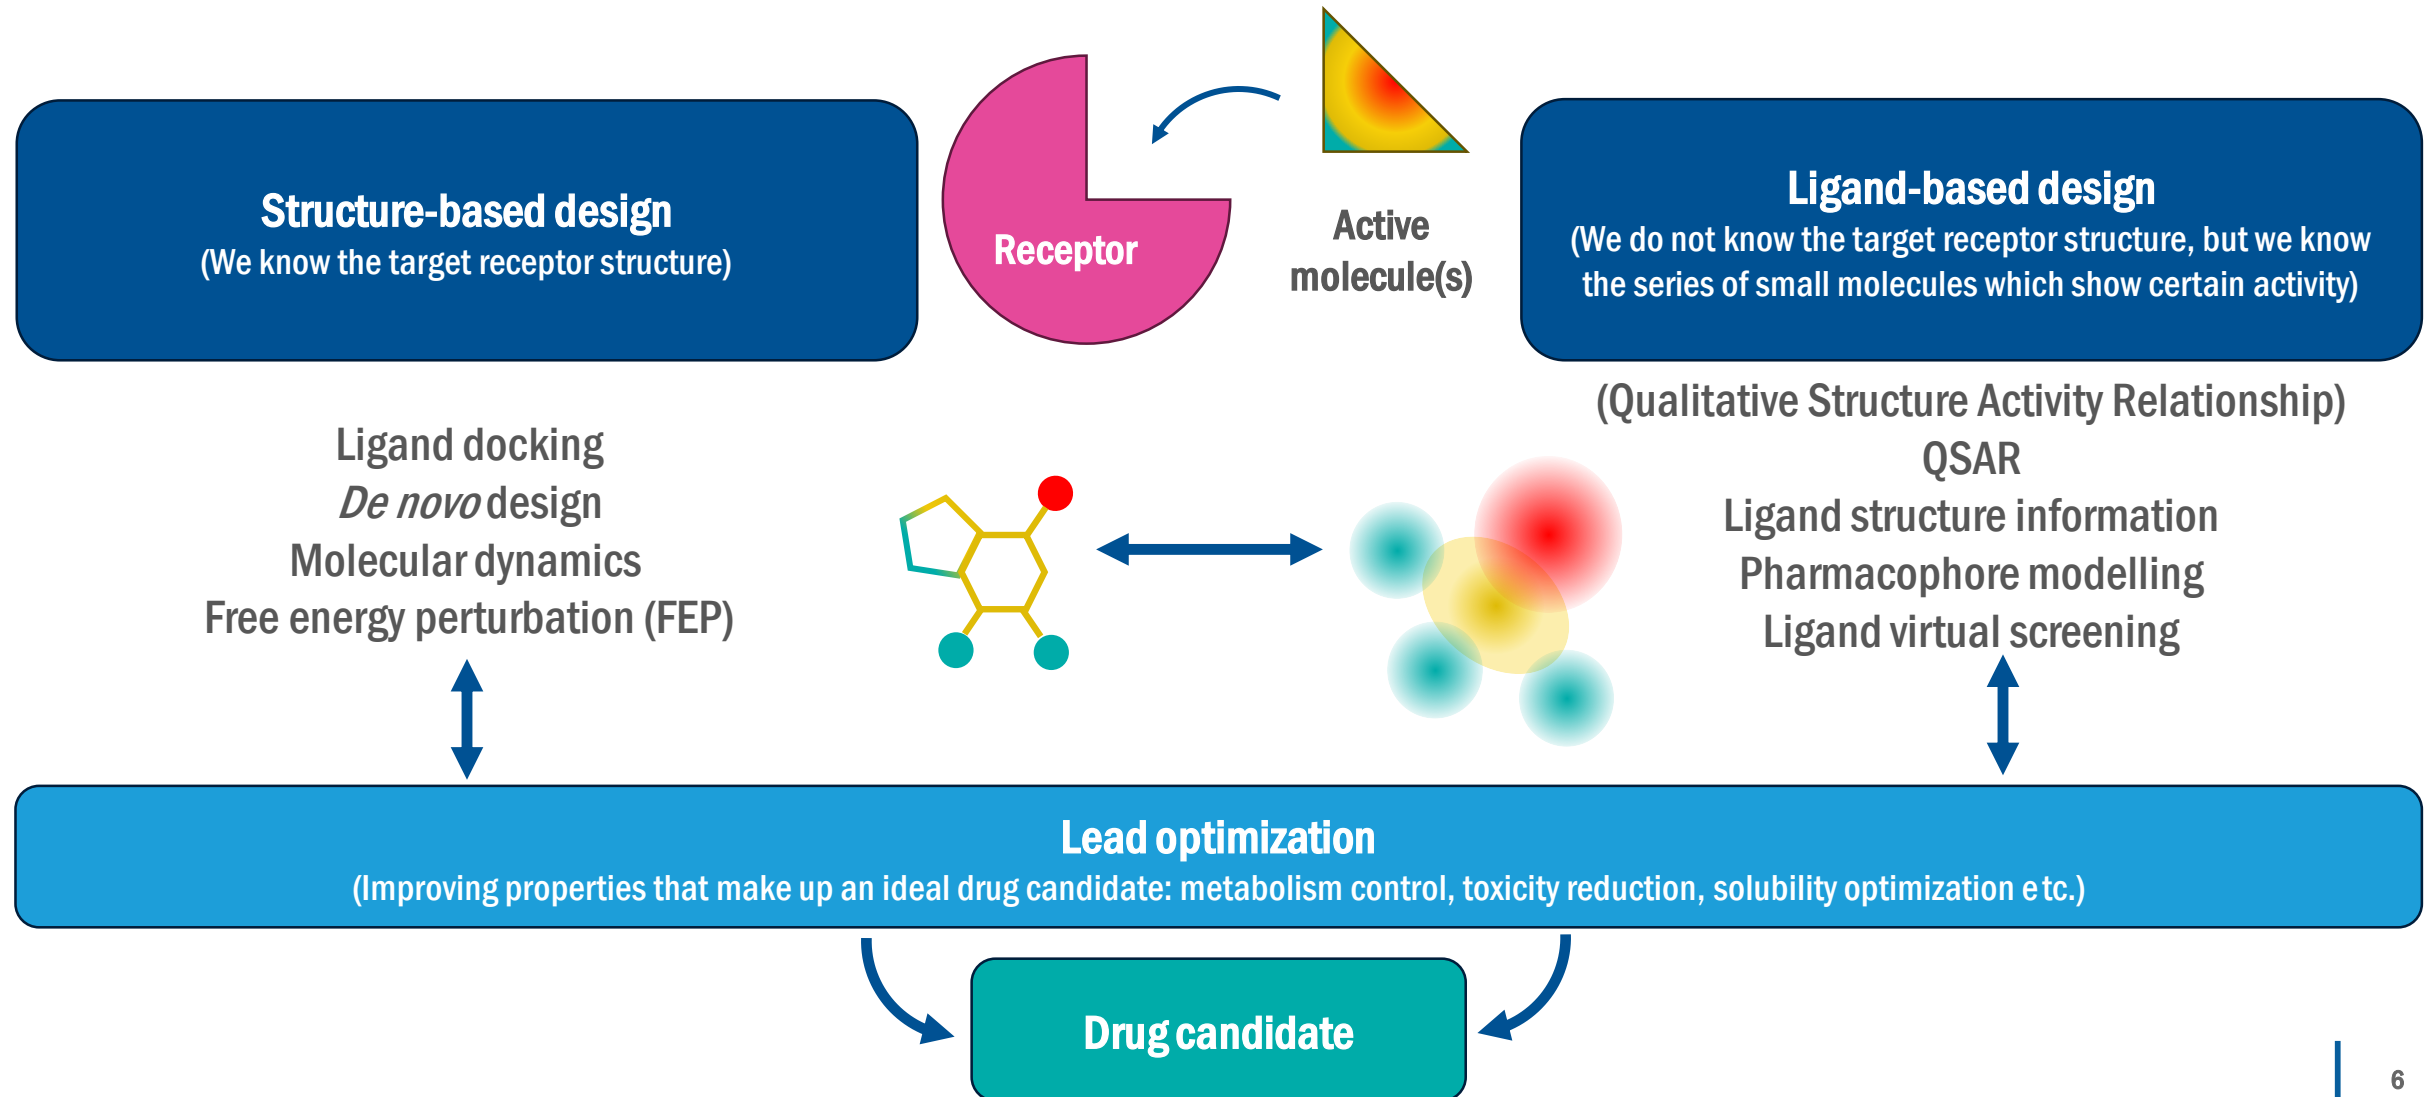 Structure-based design
(We know the target receptor structure)
Receptor
Active
molecule(s)
Ligand-based design
(We do not know the target receptor structure, but we know
the series of small molecules which show certain activity)
Ligand docking
De novo design
Molecular dynamics
Free energy perturbation (FEP)
(Qualitative Structure Activity Relationship)
QSAR
Ligand structure information
Pharmacophore modelling
Ligand virtual screening
Lead optimization
(Improving properties that make up an ideal drug candidate: metabolism control, toxicity reduction, solubility optimization etc.)
Drug candidate
6